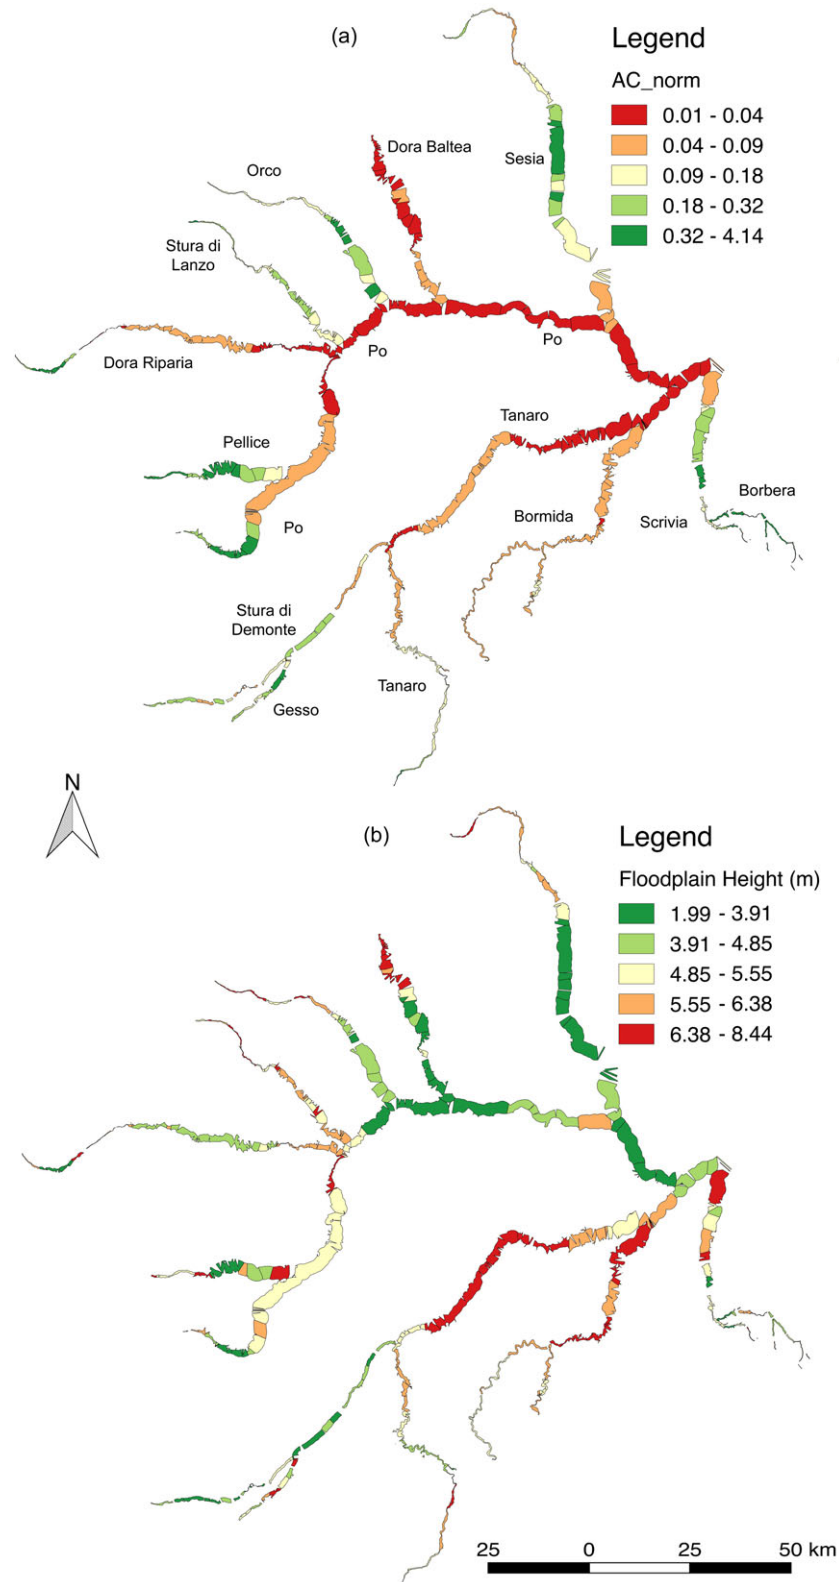 (a)
Legend
AC_norm
0.01 - 0.04
0.04 - 0.09
0.09 - 0.18
0.18 - 0.32
0.32 - 4.14
Dora Baltea
Sesia
Orco
Stura di
Lanzo
Dora Riparia
Po
Po
Tanaro
Pellice
Po
Bormida
Scrivia
Borbera
Stura di
Demonte
Tanaro
Gesso
N
(b)
Legend
Floodplain Height (m)
1.99 - 3.91
3.91 - 4.85
4.85 - 5.55
5.55 - 6.38
6.38 - 8.44
25 0 25 50 km